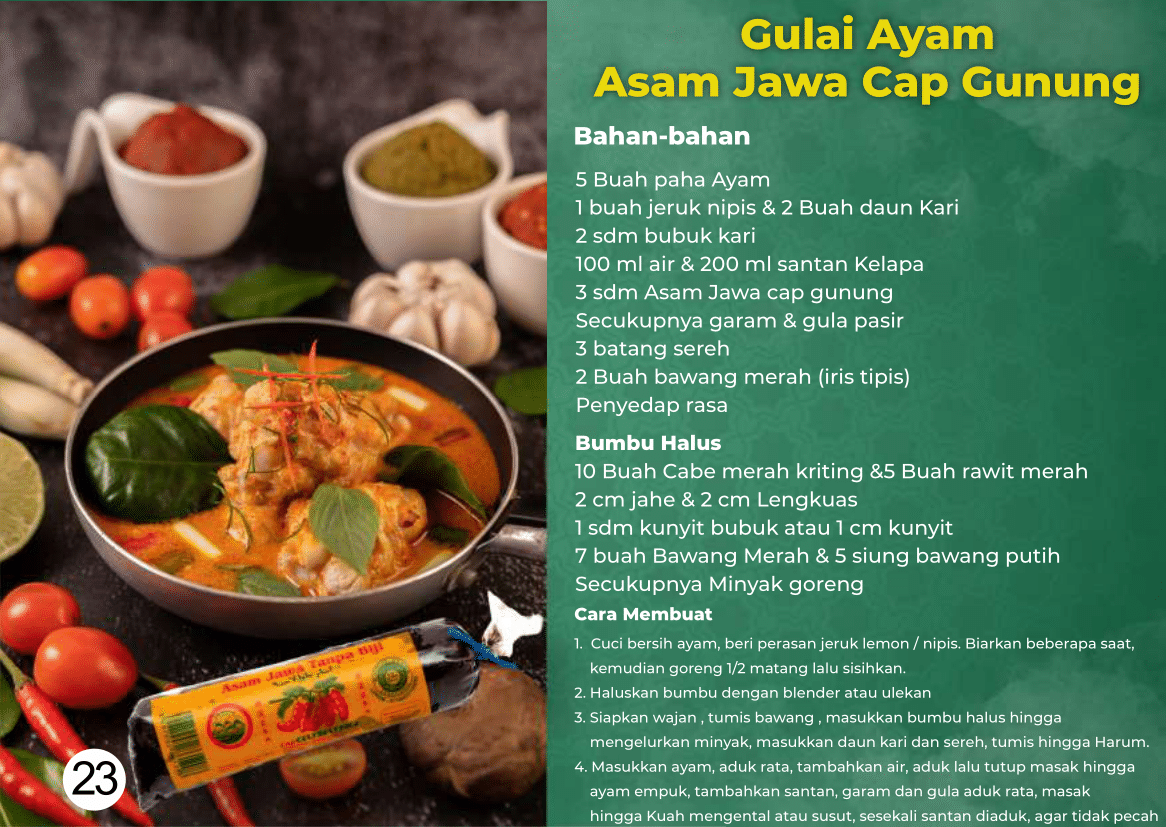 Gulai Ayam
Asam Jawa Cap Gunung
Bahan-bahan
5 Buah paha Ayam
1 buah jeruk nipis & 2 Buah daun Kari
2 sdm bubuk kari
100 ml air & 200 ml santan Kelapa
3 sdm Asam Jawa cap gunung
Secukupnya garam & gula pasir
3 batang sereh
2 Buah bawang merah (iris tipis)
Penyedap rasa
Bumbu Halus
10 Buah Cabe merah kriting &5 Buah rawit merah
2 cm jahe & 2 cm Lengkuas
1 sdm kunyit bubuk atau 1 cm kunyit
7 buah Bawang Merah & 5 siung bawang putih
Secukupnya Minyak goreng
Cara Membuat
1. Cuci bersih ayam, beri perasan jeruk lemon / nipis. Biarkan beberapa saat,
kemudian goreng 1/2 matang lalu sisihkan.
2. Haluskan bumbu dengan blender atau ulekan
3. Siapkan wajan , tumis bawang , masukkan bumbu halus hingga
mengelurkan minyak, masukkan daun kari dan sereh, tumis hingga Harum.
4. Masukkan ayam, aduk rata, tambahkan air, aduk lalu tutup masak hingga
ayam empuk, tambahkan santan, garam dan gula aduk rata, masak
hingga Kuah mengental atau susut, sesekali santan diaduk, agar tidak pecah
Asam Jawa Tanpa Biji
23